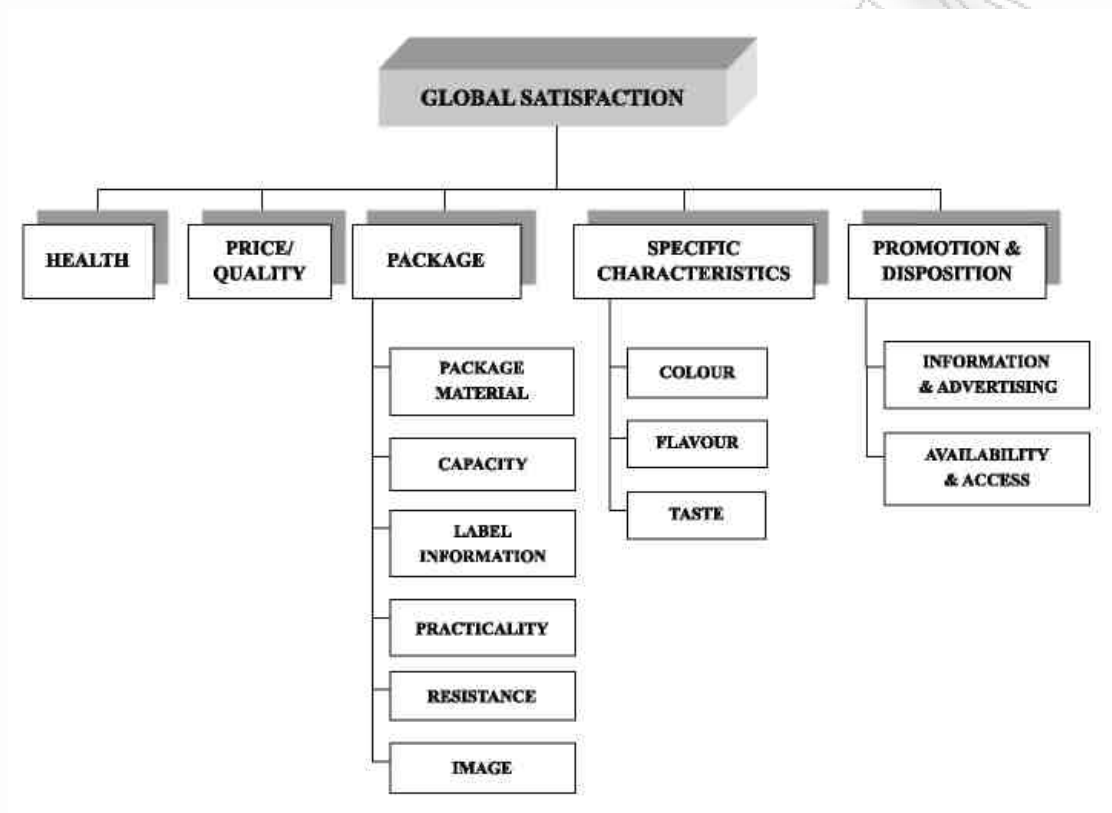 GLOBAL SATISFACTION
HEALTH
PRICE/
QUALITY
PACKAGE
SPECIFIC
CHARACTERISTICS
PROMOTION &
DISPOSITION
PACKAGE
MATERIAL
CAPACITY
LABEL
INFORMATION
PRACTICALITY
RESISTANCE
IMAGE
COLOUR
FLAVOUR
TASTE
INFORMATION
& ADVERTISING
AVAILABILITY
& ACCESS